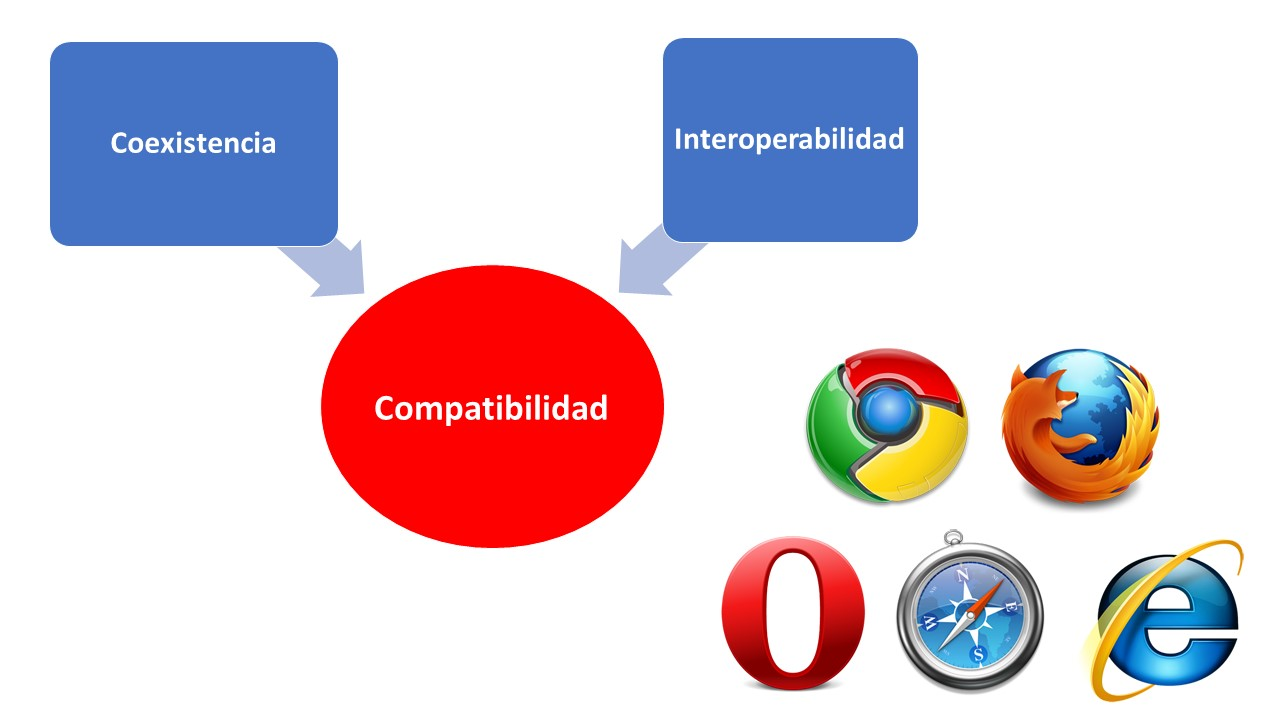 Coexistencia
Interoperabilidad
Compatibilidad
N
E
W
S